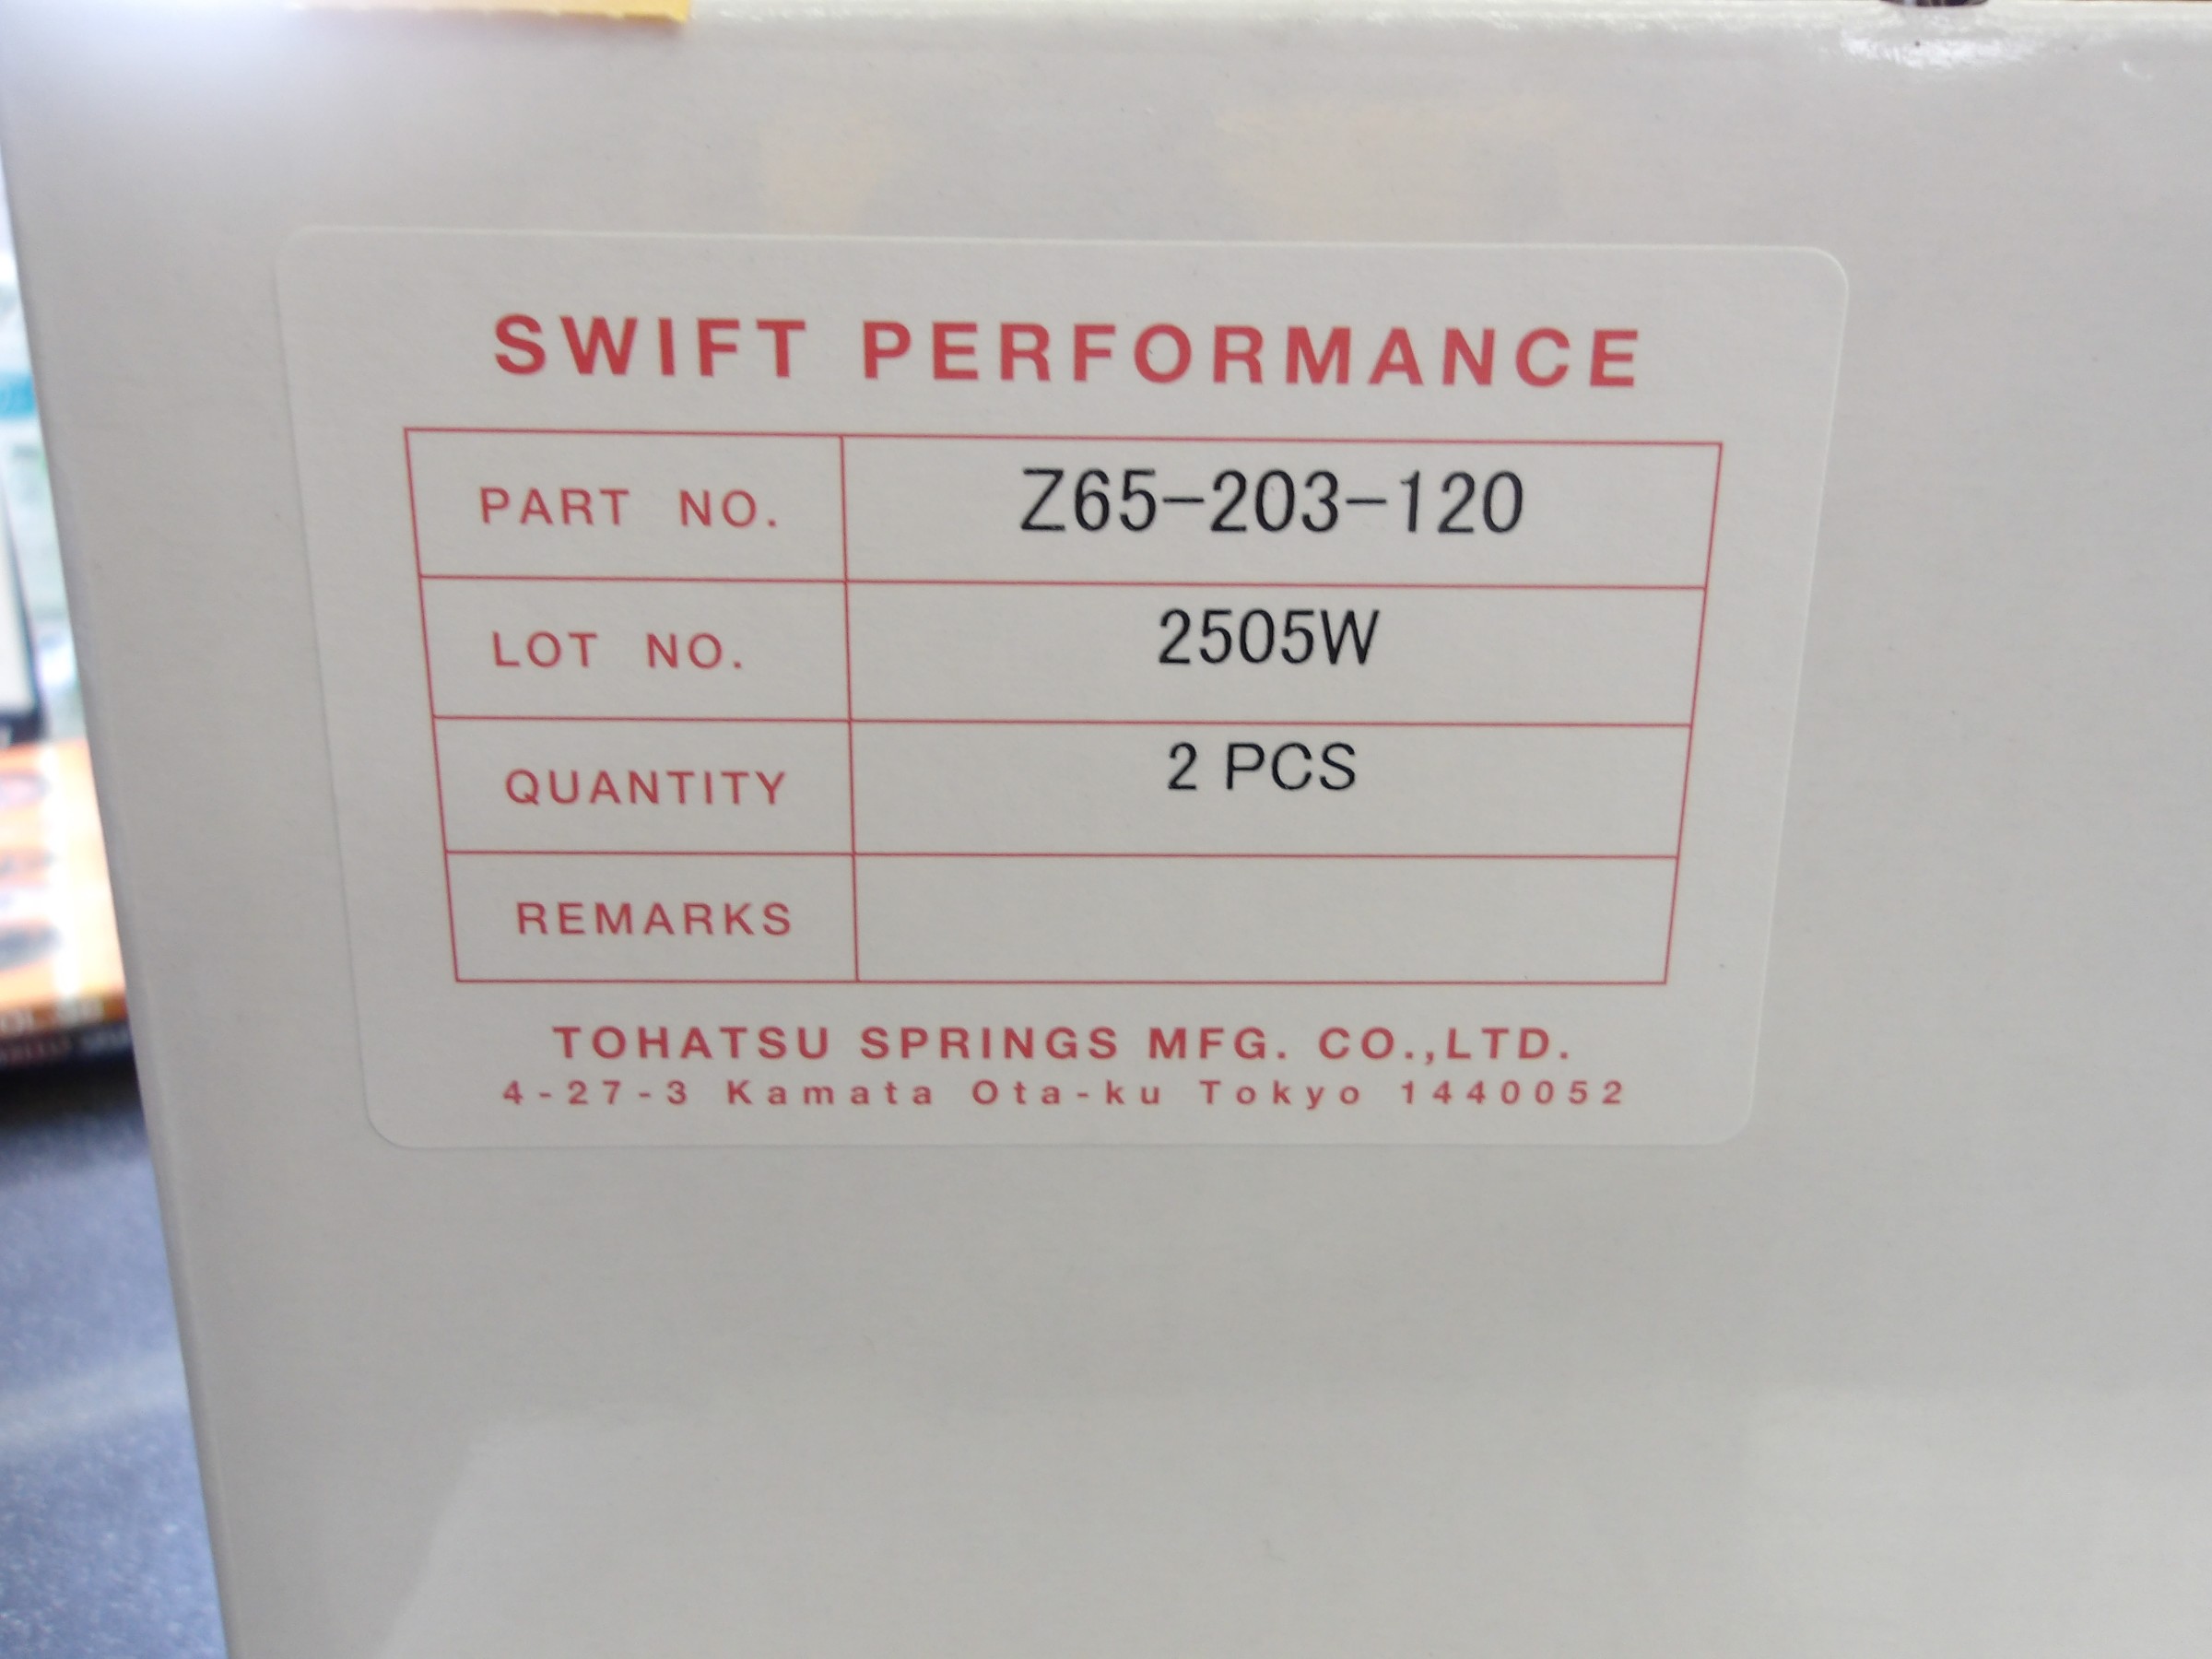 SWIFT PERFORMANCE
PART NO. Z65-203-120
LOT NO. 2505W
QUANTITY 2 PCS
REMARKS
TOHATSU SPRINGS MFG. CO.,LTD.
4-27-3 Kamata Ota-ku Tokyo 1440052